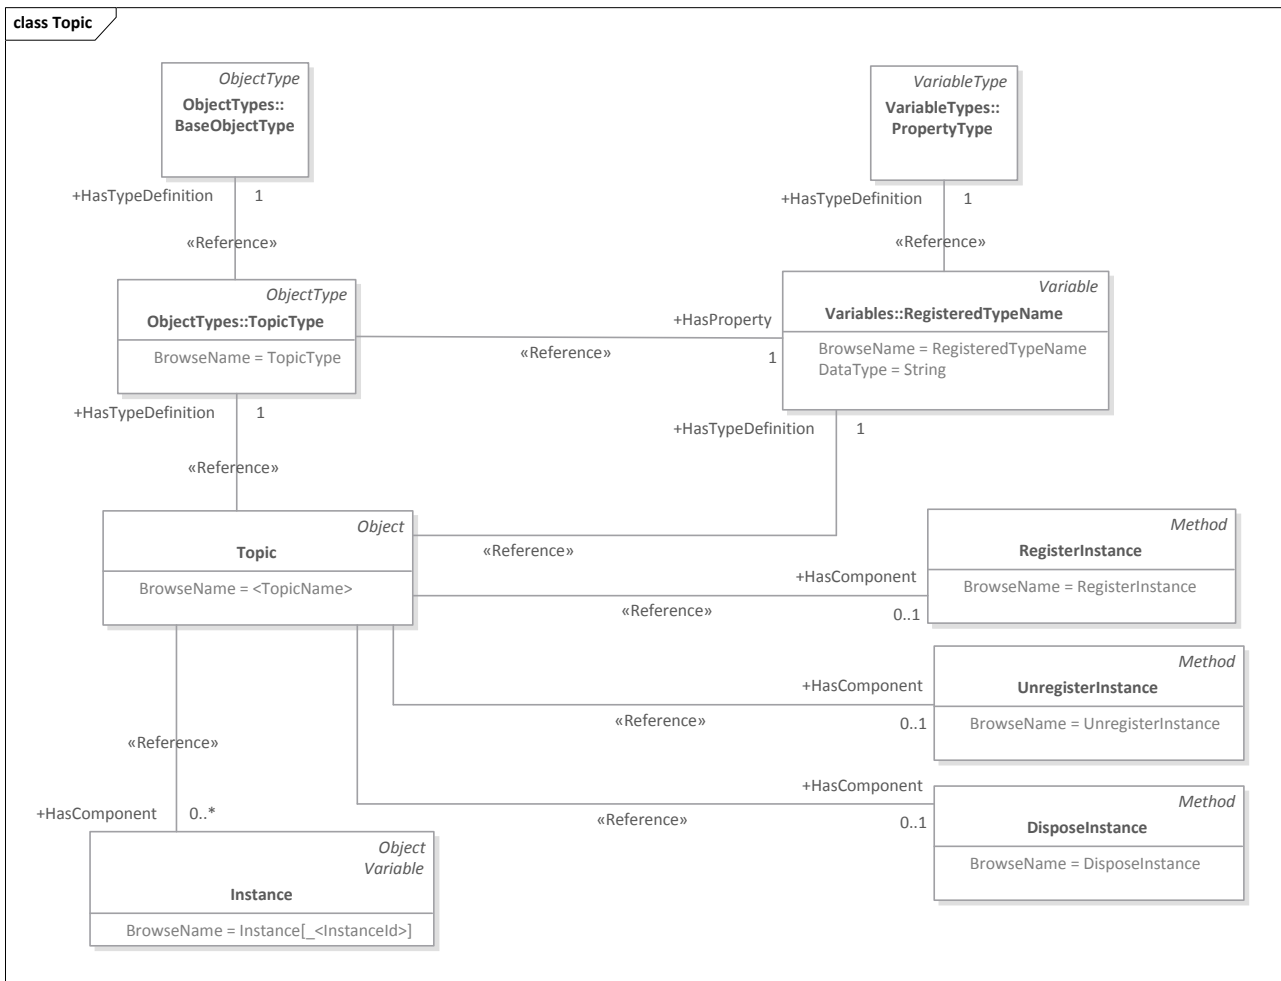 class Topic
ObjectType
ObjectTypes::
BaseObjectType
VariableType
VariableTypes::
PropertyType
+HasTypeDefinition 1
«Reference»
+HasTypeDefinition 1
«Reference»
ObjectType
ObjectTypes::TopicType
BrowseName = TopicType
+HasProperty
«Reference»
1
Variable
Variables::RegisteredTypeName
BrowseName = RegisteredTypeName
DataType = String
+HasTypeDefinition 1
«Reference»
+HasTypeDefinition 1
«Reference»
Object
Topic
BrowseName = <TopicName>
+HasComponent
«Reference»
0..1
Method
RegisterInstance
BrowseName = RegisterInstance
+HasComponent
«Reference»
0..1
Method
UnregisterInstance
BrowseName = UnregisterInstance
+HasComponent
«Reference»
0..1
Method
DisposeInstance
BrowseName = DisposeInstance
«Reference»
+HasComponent 0..*
Object
Variable
Instance
BrowseName = Instance[_<InstanceId>]